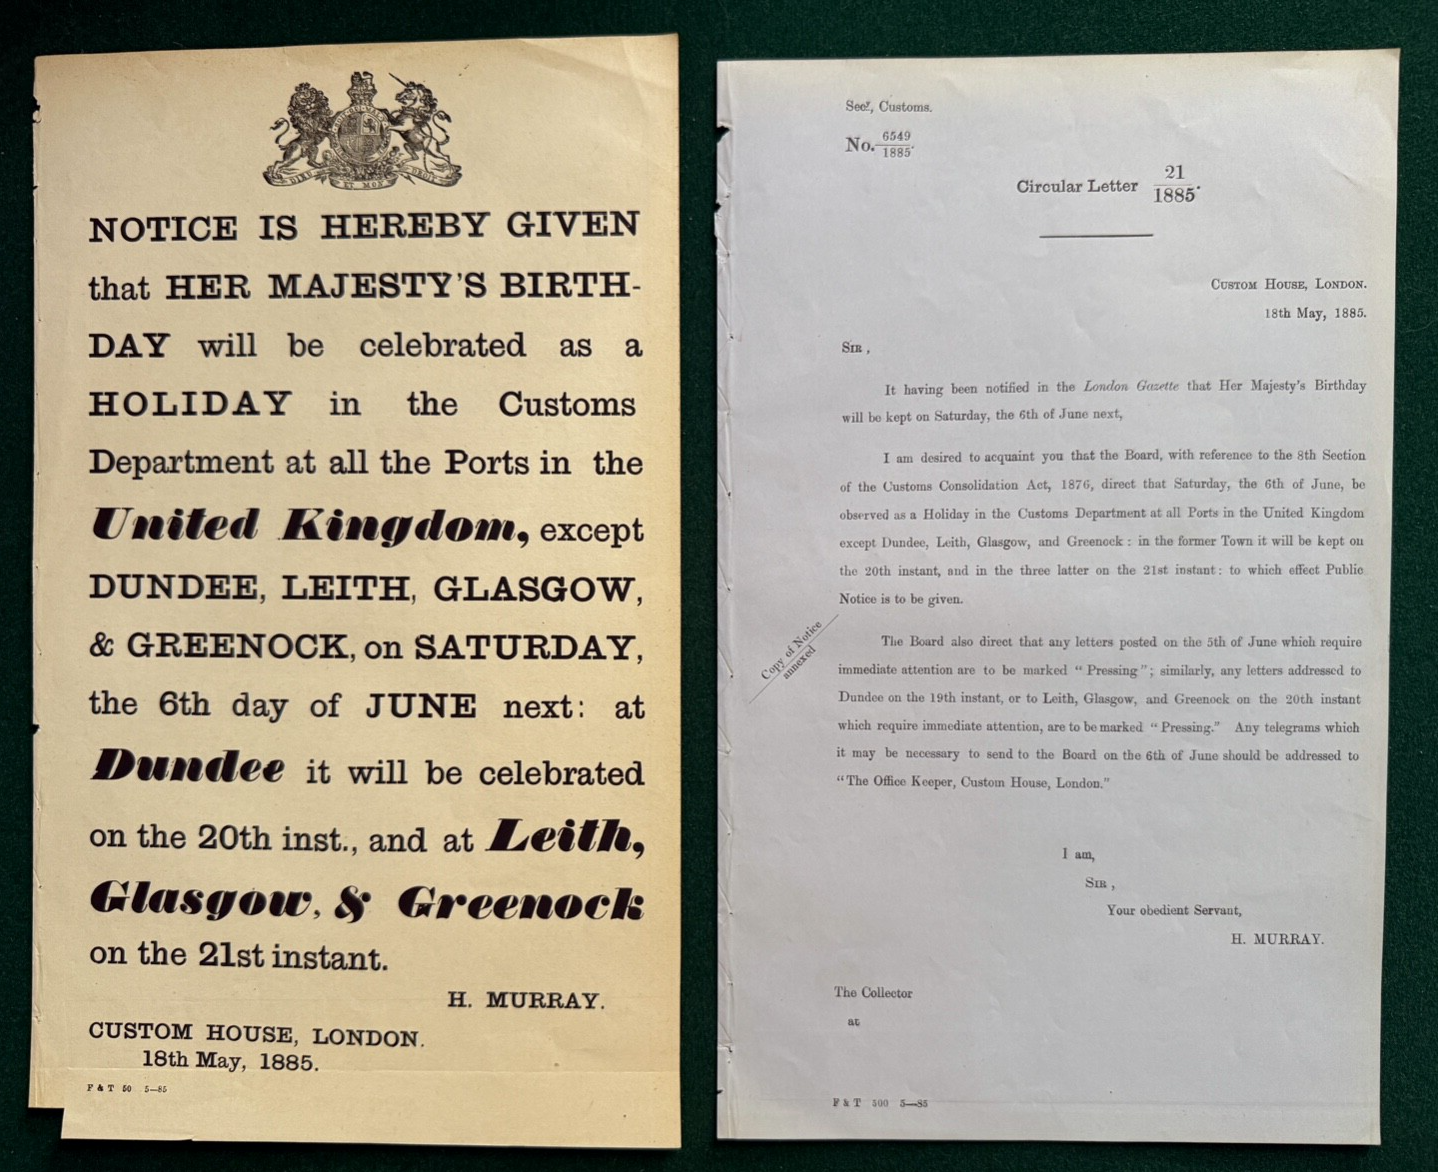 DIEU ET MON DROIT
NOTICE IS HEREBY GIVEN
that HER MAJESTY'S BIRTH-
DAY will be celebrated as a
HOLIDAY in the Customs
Department at all the Ports in the
United Kingdom, except
DUNDEE, LEITH, GLASGOW,
& GREENOCK, on SATURDAY,
the 6th day of JUNE next: at
Dundee it will be celebrated
on the 20th inst., and at Leith,
Glasgow, & Greenock
on the 21st instant.
H. MURRAY.
CUSTOM HOUSE, LONDON.
18th May, 1885.
F & T 50 5—85
Secy, Customs.
No. 6549/1885.
Circular Letter 21/1885.
CUSTOM HOUSE, LONDON.
18th May, 1885.
SIR,
It having been notified in the London Gazette that Her Majesty's Birthday
will be kept on Saturday, the 6th of June next,
I am desired to acquaint you that the Board, with reference to the 8th Section
of the Customs Consolidation Act, 1876, direct that Saturday, the 6th of June, be
observed as a Holiday in the Customs Department at all Ports in the United Kingdom
except Dundee, Leith, Glasgow, and Greenock: in the former Town it will be kept on
the 20th instant, and in the three latter on the 21st instant: to which effect Public
Notice is to be given.
Copy of Notice
annexed
The Board also direct that any letters posted on the 5th of June which require
immediate attention are to be marked "Pressing"; similarly, any letters addressed to
Dundee on the 19th instant, or to Leith, Glasgow, and Greenock on the 20th instant
which require immediate attention, are to be marked "Pressing." Any telegrams which
it may be necessary to send to the Board on the 6th of June should be addressed to
"The Office Keeper, Custom House, London."
I am,
SIR,
Your obedient Servant,
H. MURRAY.
The Collector
at
F & T 500 5—85